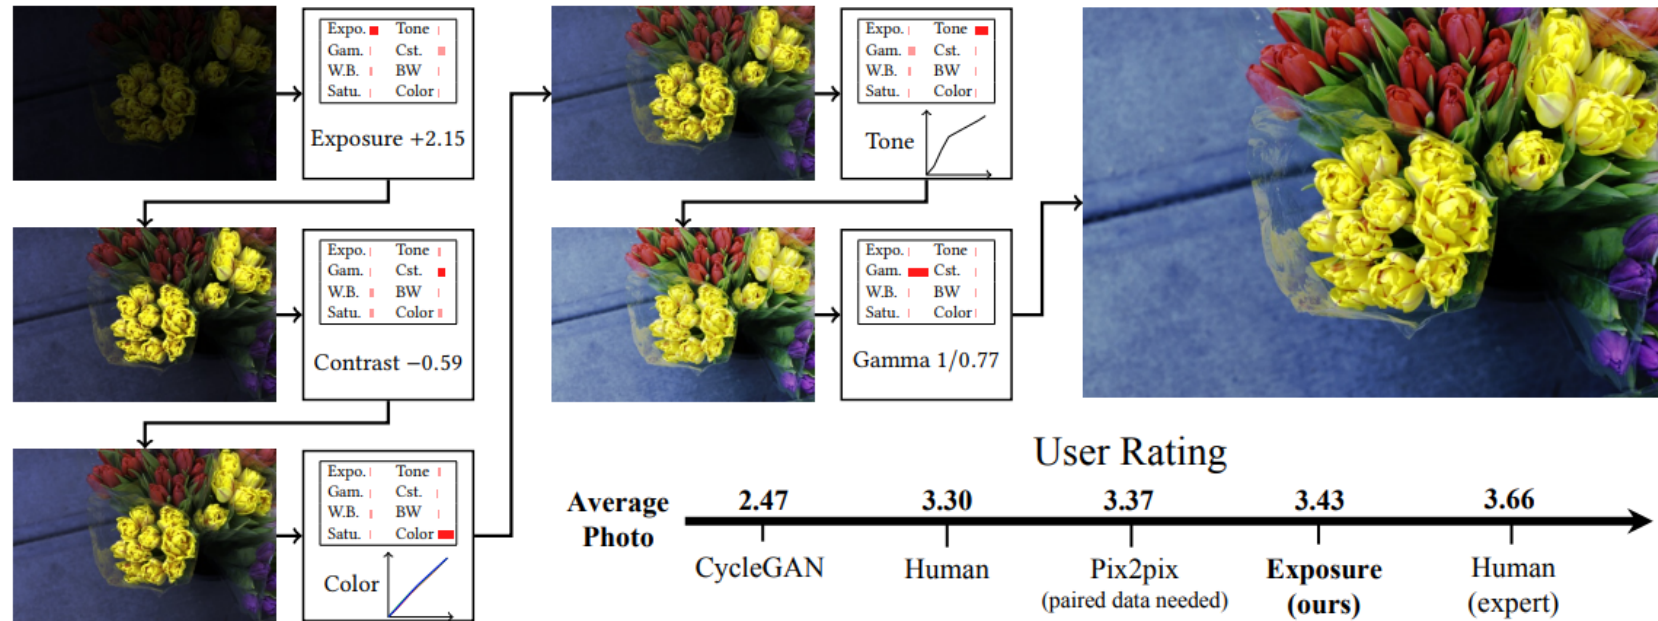 Expo. Tone
Gam. Cst.
W.B. BW
Satu. Color
Exposure +2.15
Expo. Tone
Gam. Cst.
W.B. BW
Satu. Color
Contrast −0.59
Expo. Tone
Gam. Cst.
W.B. BW
Satu. Color
Color
Expo. Tone
Gam. Cst.
W.B. BW
Satu. Color
Tone
Expo. Tone
Gam. Cst.
W.B. BW
Satu. Color
Gamma 1/0.77
User Rating
Average
Photo
2.47 3.30 3.37 3.43 3.66
CycleGAN Human Pix2pix Exposure Human
(paired data needed) (ours) (expert)